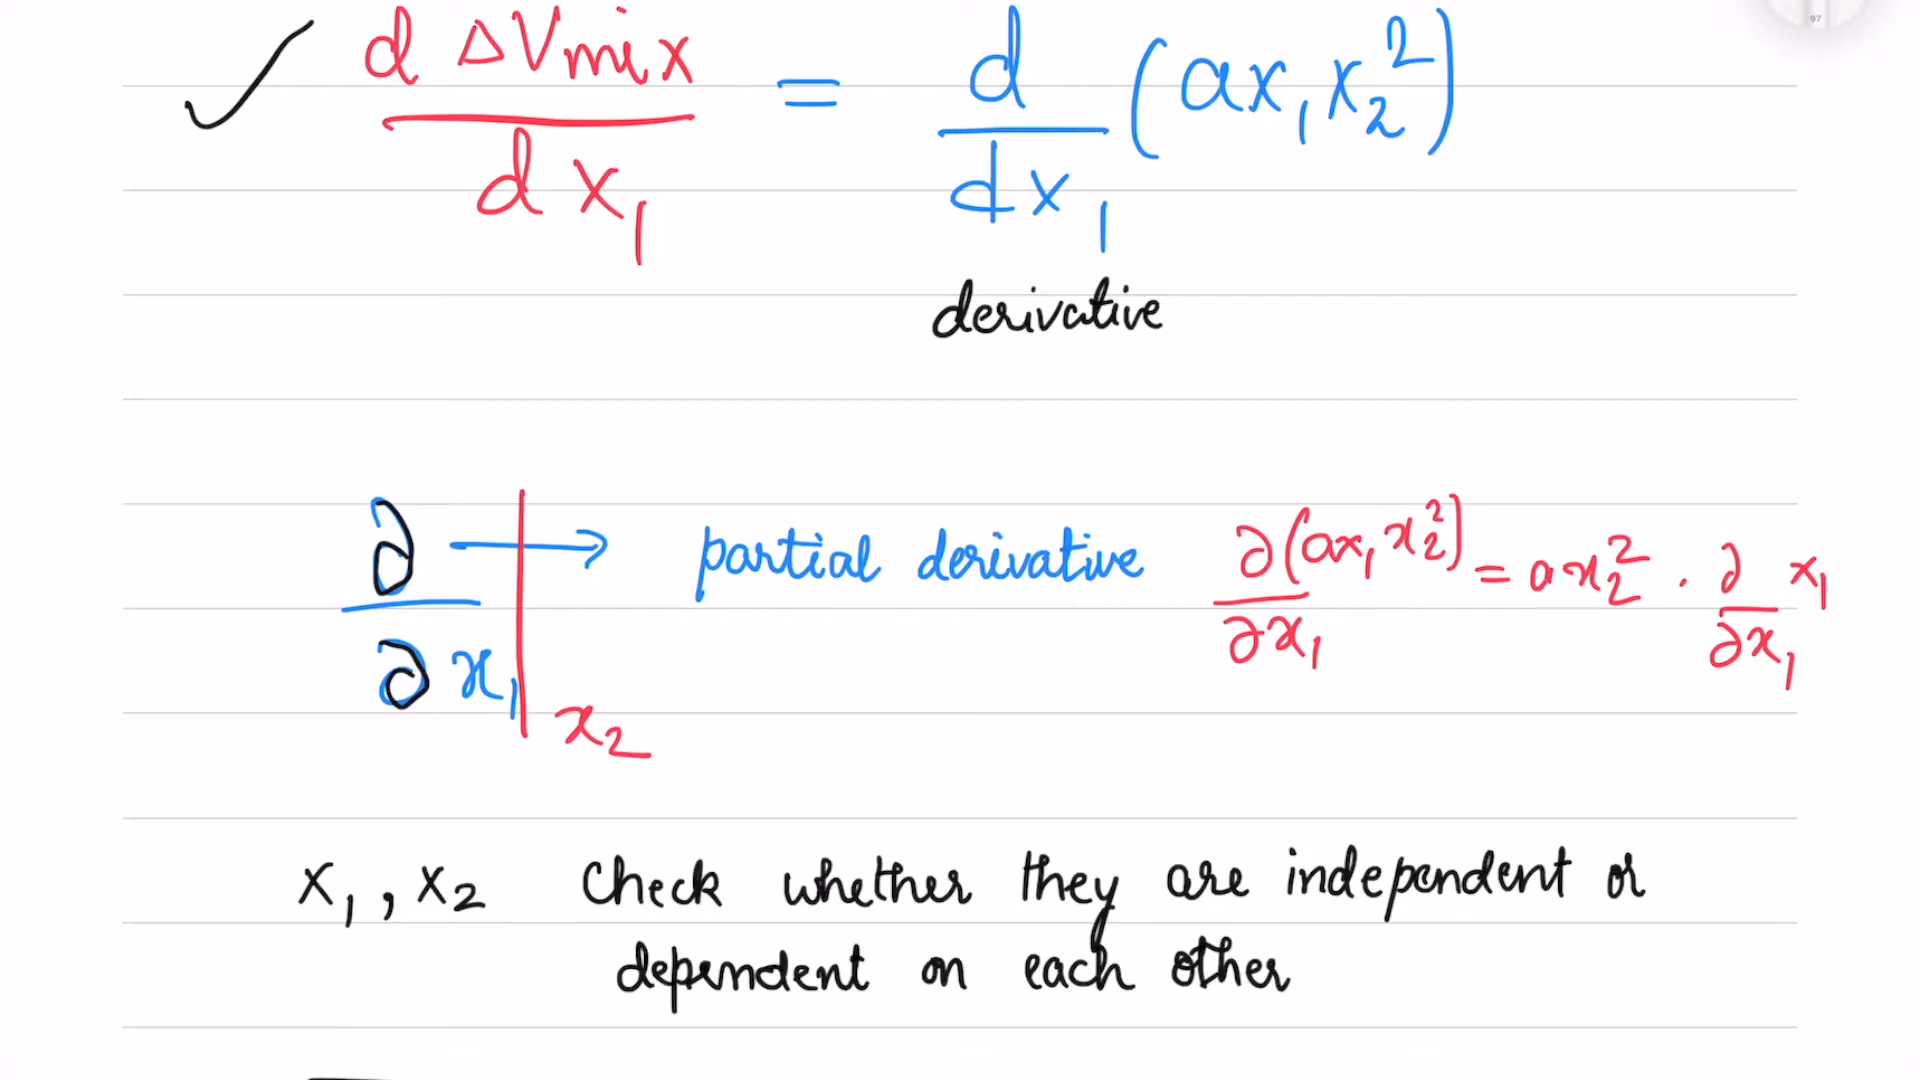 ✓ d ΔVmix / d x₁ = d / dx₁ (ax₁x₂²)
derivative
∂ / ∂x₁ |x₂ → partial derivative ∂(ax₁x₂²) / ∂x₁ = ax₂² . ∂ / ∂x₁ x₁
x₁, x₂ Check whether they are independent or
dependent on each other
97